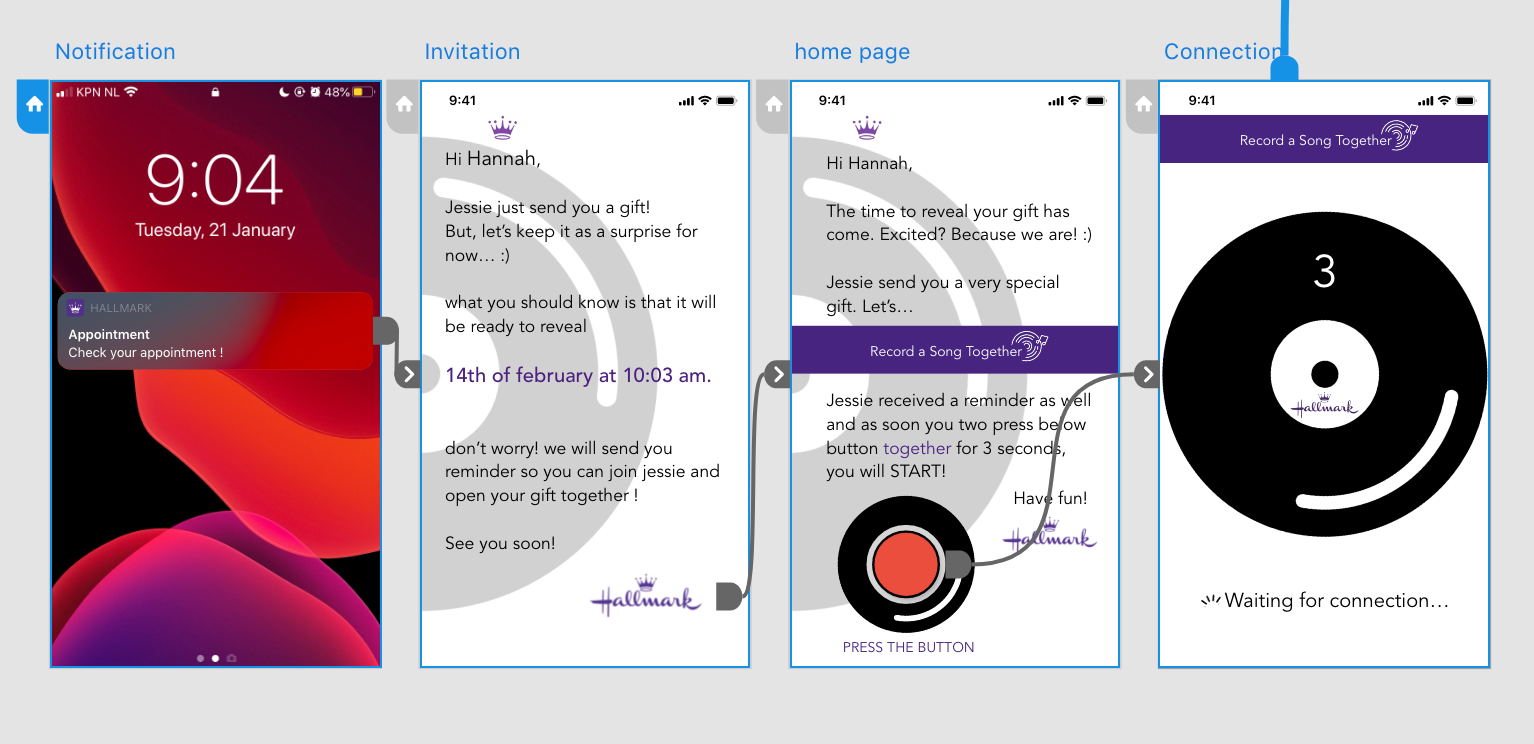 Notification
KPN NL
48%
9:04
Tuesday, 21 January
HALLMARK
Appointment
Check your appointment !
Invitation
9:41
Hi Hannah,
Jessie just send you a gift!
But, let's keep it as a surprise for
now... :)
what you should know is that it will
be ready to reveal
14th of february at 10:03 am.
don't worry! we will send you
reminder so you can join jessie and
open your gift together !
See you soon!
Hallmark
home page
9:41
Hi Hannah,
The time to reveal your gift has
come. Excited? Because we are! :)
Jessie send you a very special
gift. Let's...
Record a Song Together
Jessie received a reminder as well
and as soon you two press below
button together for 3 seconds,
you will START!
Have fun!
Hallmark
PRESS THE BUTTON
Connection
9:41
Record a Song Together
3
Hallmark
Waiting for connection...